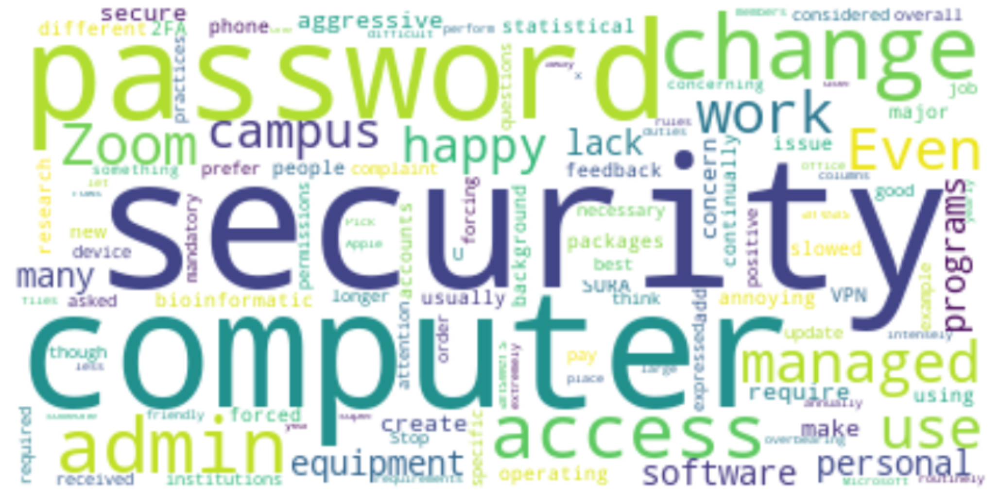 secure
different 2FA
phone
aggressive
difficult
perform
statistical
members
considered overall
password
practices
questions
x
change
concerning
job
major
work
rules
duties
Zoom
campus
happy
lack
issue
Even
something
prefer
people
complaint
feedback
office
columns
good
research
new
device
many
mandatory
security
permissions
Pick
Apple
accounts
U
forcing
background
necessary
packages
best
SURA
concern
continually
positive
slowed
programs
yearly
example
Files
asked
bioinformatic
longer
usually
think
annoying
VPN
computer
though
less
attention
order
extremely
pay
place
large
expressed
add
update
intensely
managed
require
annually
using
required
friendly
forced
admin
create
Stop
specific
access
make
use
overbearing
equipment
requirements
received
institutions
operating
software
personal
Microsoft
routinely